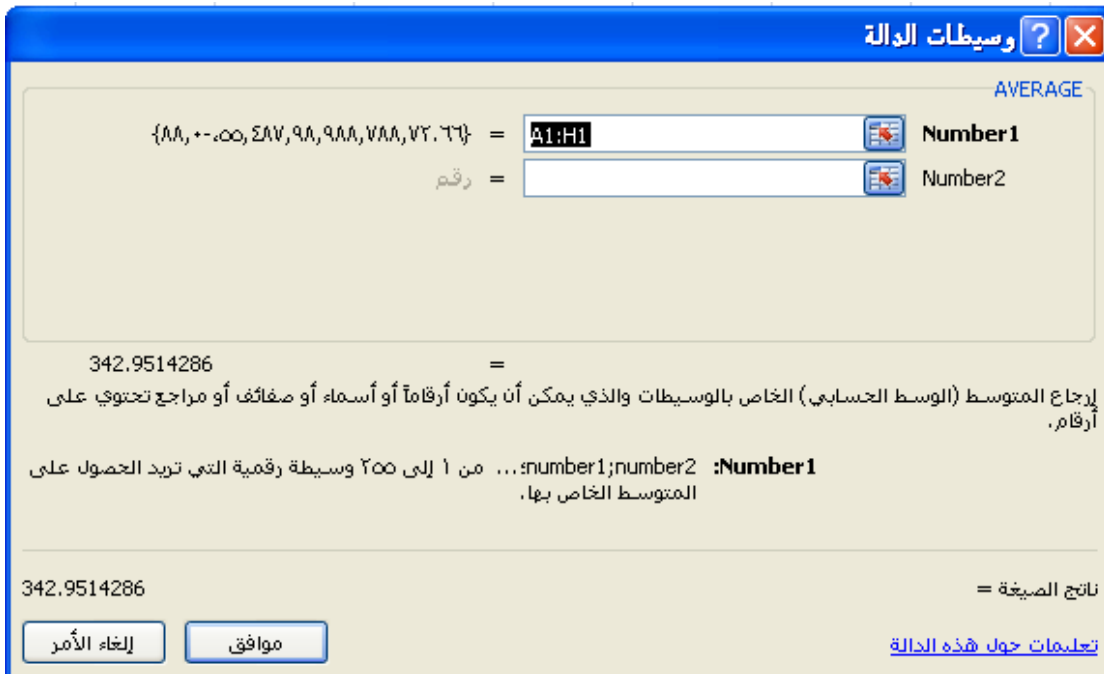 وسيطات الدالة
AVERAGE
Number1 A1:H1 = {٨٨,٠-،٥٥,٤٨٧,٩٨,٩٨٨,٧٨٨,٧٢.٦٦}
Number2 = رقم
= 342.9514286
إرجاع المتوسط (الوسط الحسابي) الخاص بالوسيطات والذي يمكن أن يكون أرقاماً أو أسماء أو صفائف أو مراجع تحتوي على
أرقام.
Number1: number1;number2;... من ١ إلى ٢٥٥ وسيطة رقمية التي تريد الحصول على
المتوسط الخاص بها.
ناتج الصيغة = 342.9514286
تعليمات حول هذه الدالة موافق إلغاء الأمر